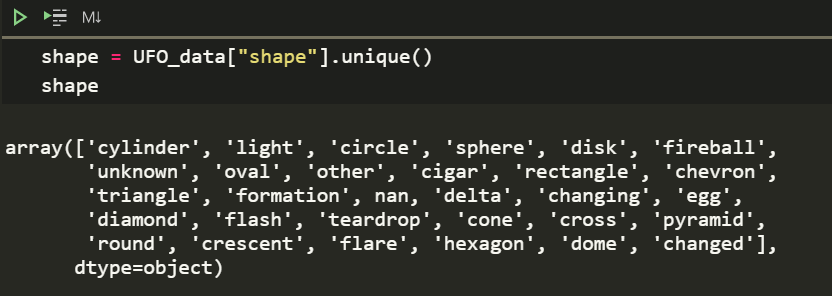 M↓
shape = UFO_data["shape"].unique()
shape
array(['cylinder', 'light', 'circle', 'sphere', 'disk', 'fireball',
'unknown', 'oval', 'other', 'cigar', 'rectangle', 'chevron',
'triangle', 'formation', nan, 'delta', 'changing', 'egg',
'diamond', 'flash', 'teardrop', 'cone', 'cross', 'pyramid',
'round', 'crescent', 'flare', 'hexagon', 'dome', 'changed'],
dtype=object)